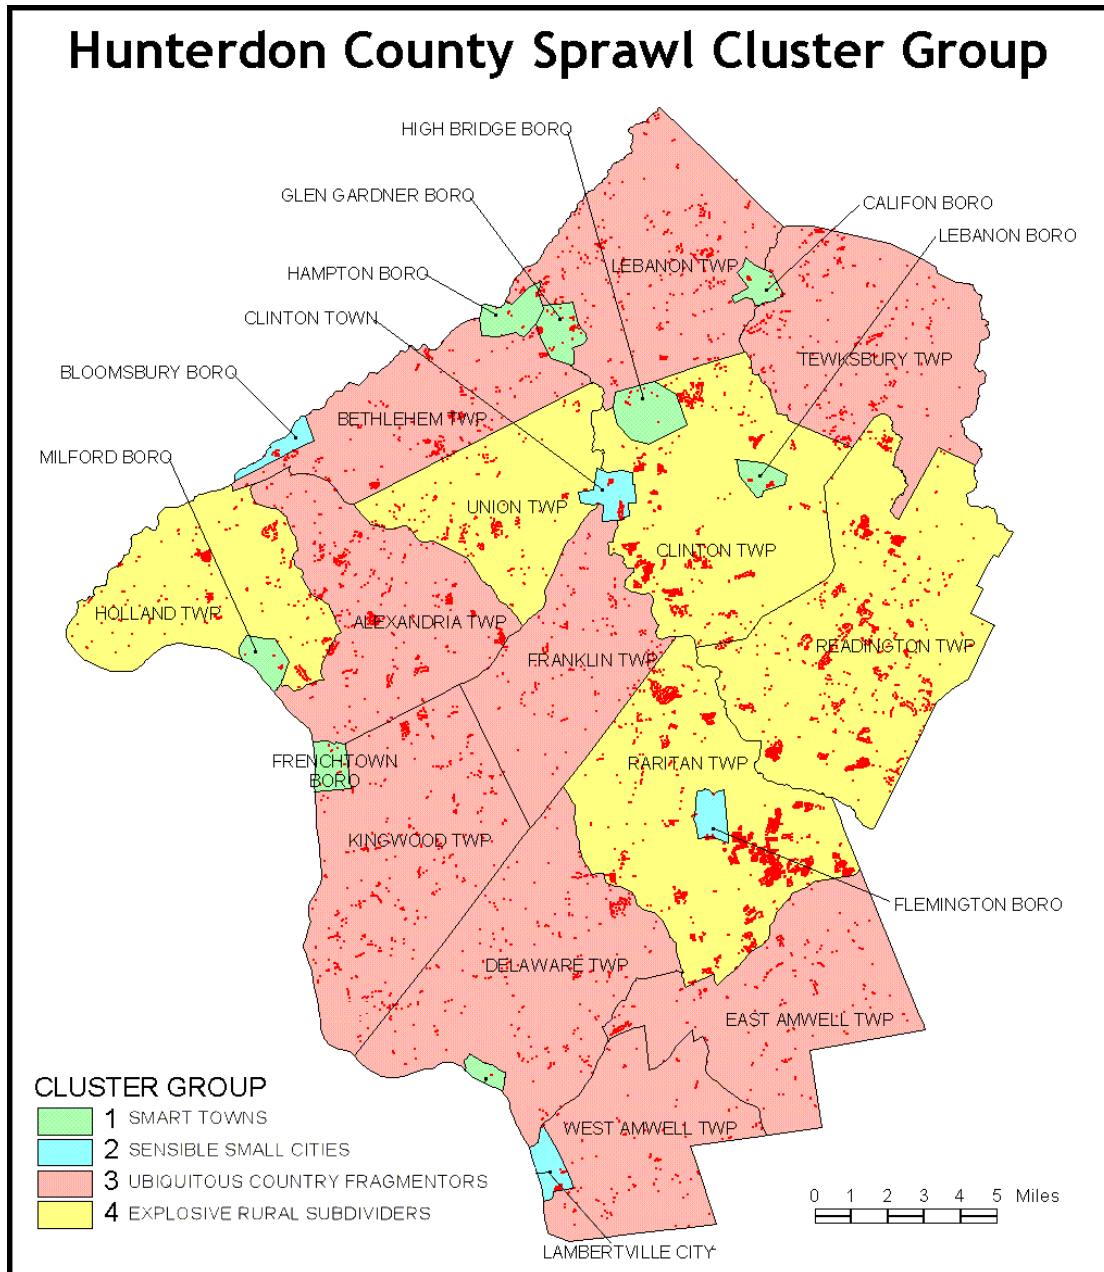 Hunterdon County Sprawl Cluster Group
HIGH BRIDGE BORO
GLEN GARDNER BORO
CALIFON BORO
LEBANON BORO
HAMPTON BORO
LEBANON TWP
CLINTON TOWN
TEWKSBURY TWP
BLOOMSBURY BORO
BETHLEHEM TWP
MILFORD BORO
UNION TWP
CLINTON TWP
HOLLAND TWP
ALEXANDRIA TWP
READINGTON TWP
FRANKLIN TWP
FRENCHTOWN
BORO
RARITAN TWP
KINGWOOD TWP
FLEMINGTON BORO
DELAWARE TWP
EAST AMWELL TWP
WEST AMWELL TWP
LAMBERTVILLE CITY
CLUSTER GROUP
1 SMART TOWNS
2 SENSIBLE SMALL CITIES
3 UBIQUITOUS COUNTRY FRAGMENTORS
4 EXPLOSIVE RURAL SUBDIVIDERS
0 1 2 3 4 5 Miles